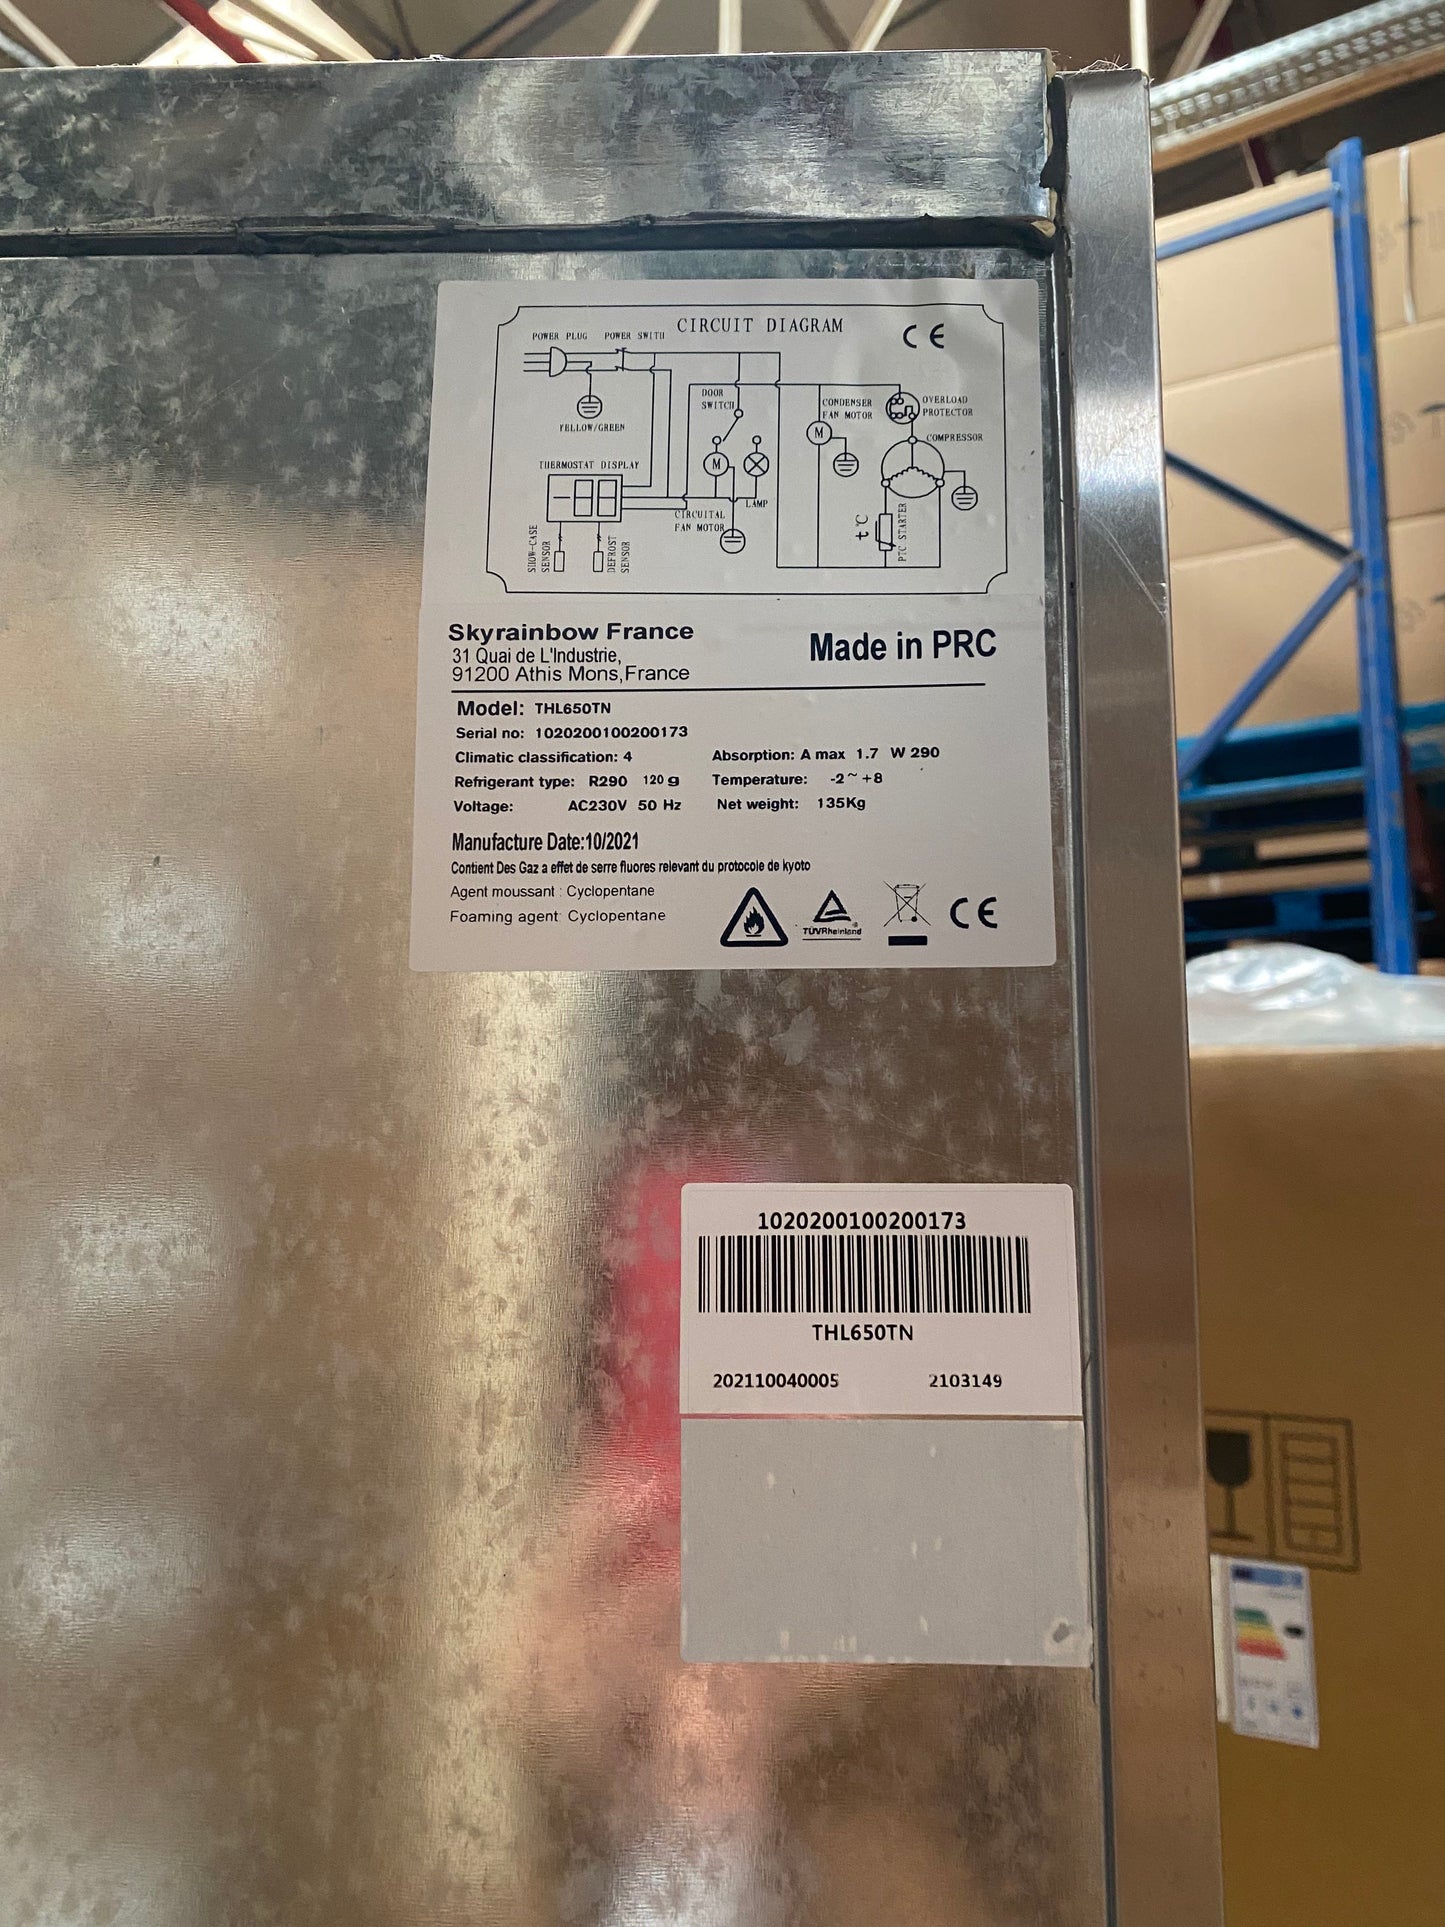 CIRCUIT DIAGRAM
CE
POWER PLUG
POWER SWITH
YELLOW/GREEN
DOOR
SWITCH
M
LAMP
CIRCUITAL
FAN MOTOR
CONDENSER
FAN MOTOR
M
OVERLOAD
PROTECTOR
COMPRESSOR
t°C
PTC STARTER
THERMOSTAT DISPLAY
SHOW-CASE
SENSOR
DEFROST
SENSOR
Skyrainbow France
31 Quai de L'Industrie,
91200 Athis Mons,France
Made in PRC
Model: THL650TN
Serial no: 1020200100200173
Climatic classification: 4
Absorption: A max 1.7 W 290
Refrigerant type: R290 120 g
Temperature: -2 ~ +8
Voltage: AC230V 50 Hz
Net weight: 135Kg
Manufacture Date:10/2021
Contient Des Gaz a effet de serre fluores relevant du protocole de kyoto
Agent moussant : Cyclopentane
Foaming agent: Cyclopentane
TÜVRheinland
CE
1020200100200173
THL650TN
202110040005 2103149